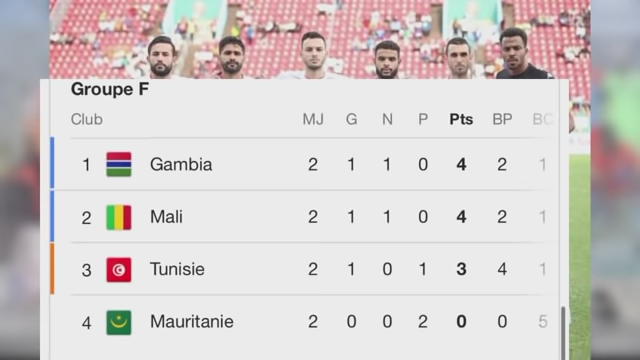 Groupe F
Club MJ G N P Pts BP BC
1 Gambia 2 1 1 0 4 2 1
2 Mali 2 1 1 0 4 2 1
3 Tunisie 2 1 0 1 3 4 1
4 Mauritanie 2 0 0 2 0 0 5